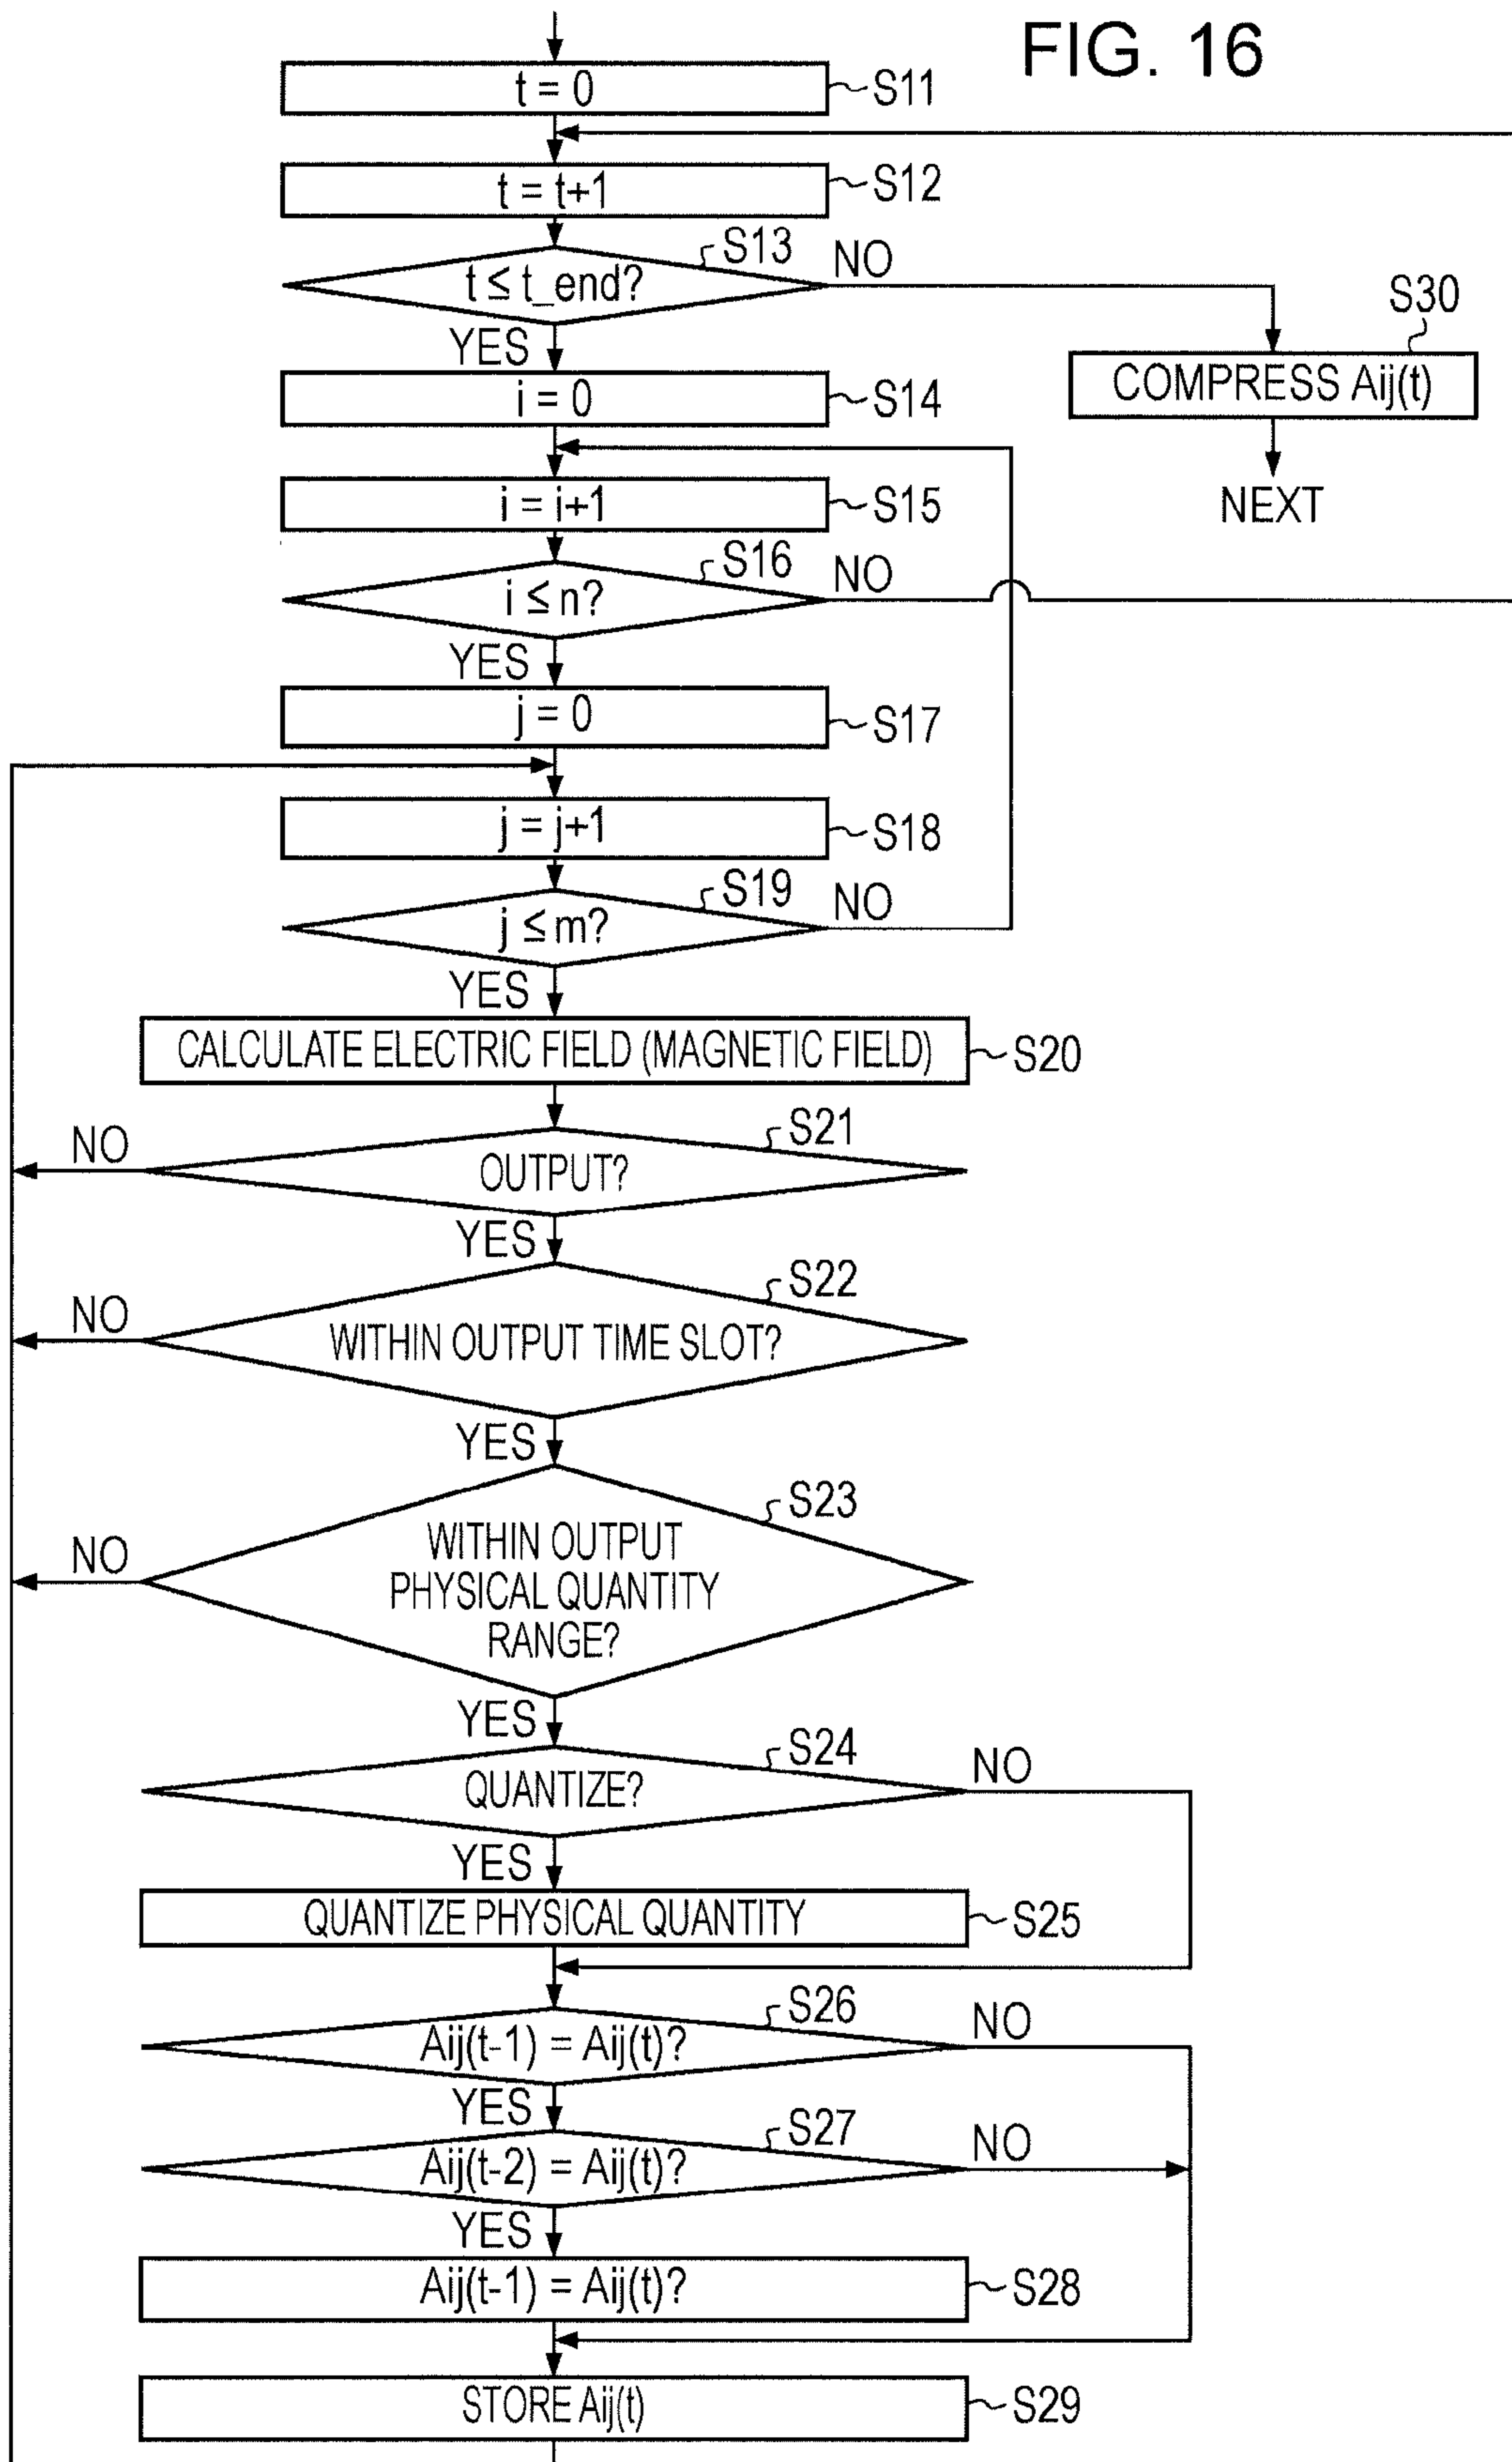 FIG. 16
t = 0
S11
t = t+1
S12
S13
t ≤ t_end?
NO
YES
S30
COMPRESS Aij(t)
NEXT
i = 0
S14
i = i+1
S15
S16
i ≤ n?
NO
YES
j = 0
S17
j = j+1
S18
S19
j ≤ m?
NO
YES
CALCULATE ELECTRIC FIELD (MAGNETIC FIELD)
S20
S21
NO
OUTPUT?
YES
S22
NO
WITHIN OUTPUT TIME SLOT?
YES
S23
NO
WITHIN OUTPUT
PHYSICAL QUANTITY
RANGE?
YES
S24
QUANTIZE?
NO
YES
QUANTIZE PHYSICAL QUANTITY
S25
S26
Aij(t-1) = Aij(t)?
NO
YES
S27
Aij(t-2) = Aij(t)?
NO
YES
Aij(t-1) = Aij(t)?
S28
STORE Aij(t)
S29